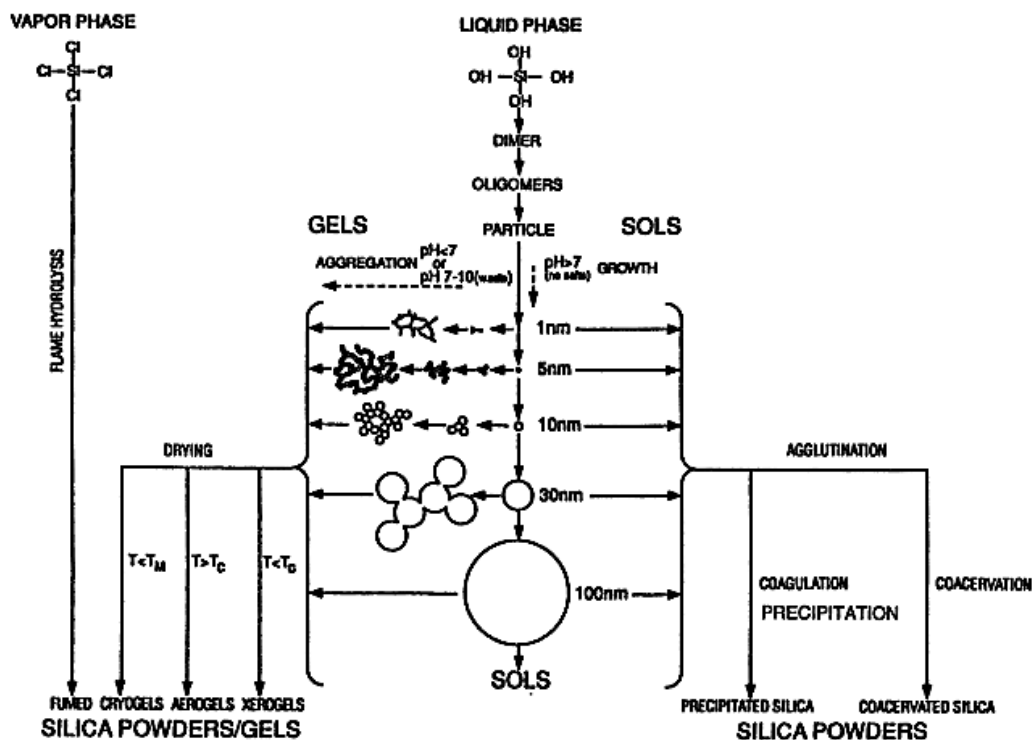 VAPOR PHASE
Cl
Cl—Si—Cl
Cl
LIQUID PHASE
OH
OH —Si— OH
OH
DIMER
OLIGOMERS
PARTICLE
GELS
SOLS
AGGREGATION
pH<7
or
pH 7-10(w.salts)
pH>7
(no salts)
GROWTH
FLAME HYDROLYSIS
1nm
5nm
10nm
30nm
100nm
DRYING
T<TM
T>TC
T<TC
AGGLUTINATION
COAGULATION
PRECIPITATION
COACERVATION
SOLS
FUMED
CRYOGELS
AEROGELS
XEROGELS
SILICA POWDERS/GELS
PRECIPITATED SILICA
COACERVATED SILICA
SILICA POWDERS